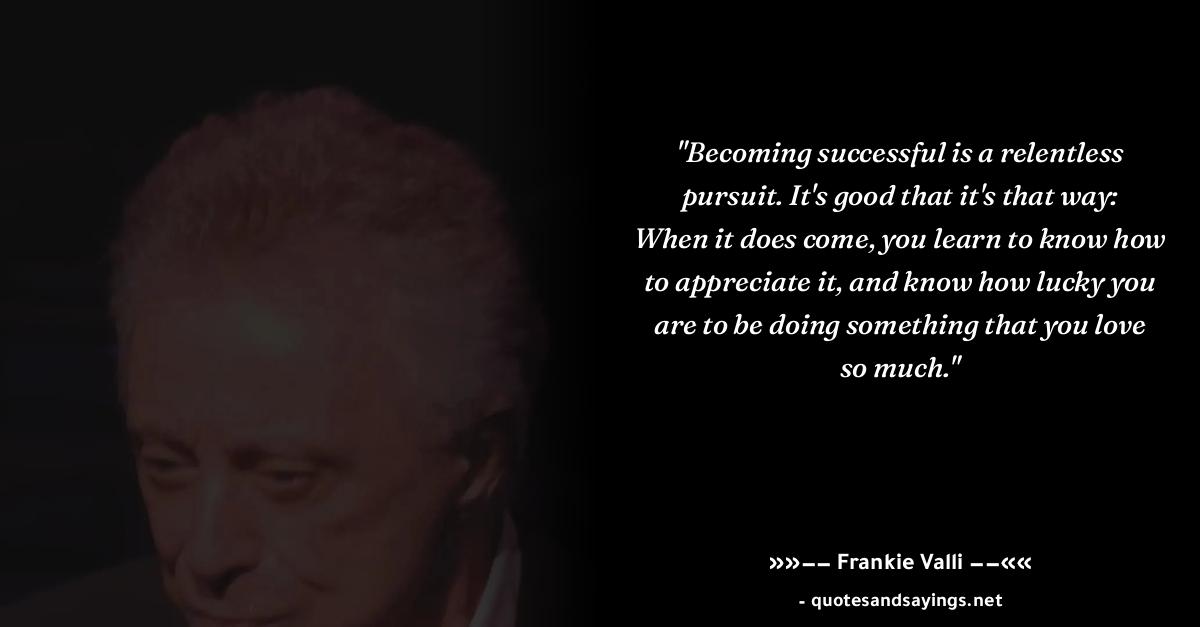 "Becoming successful is a relentless
pursuit. It's good that it's that way:
When it does come, you learn to know how
to appreciate it, and know how lucky you
are to be doing something that you love
so much."
»»−− Frankie Valli −−««
- quotesandsayings.net